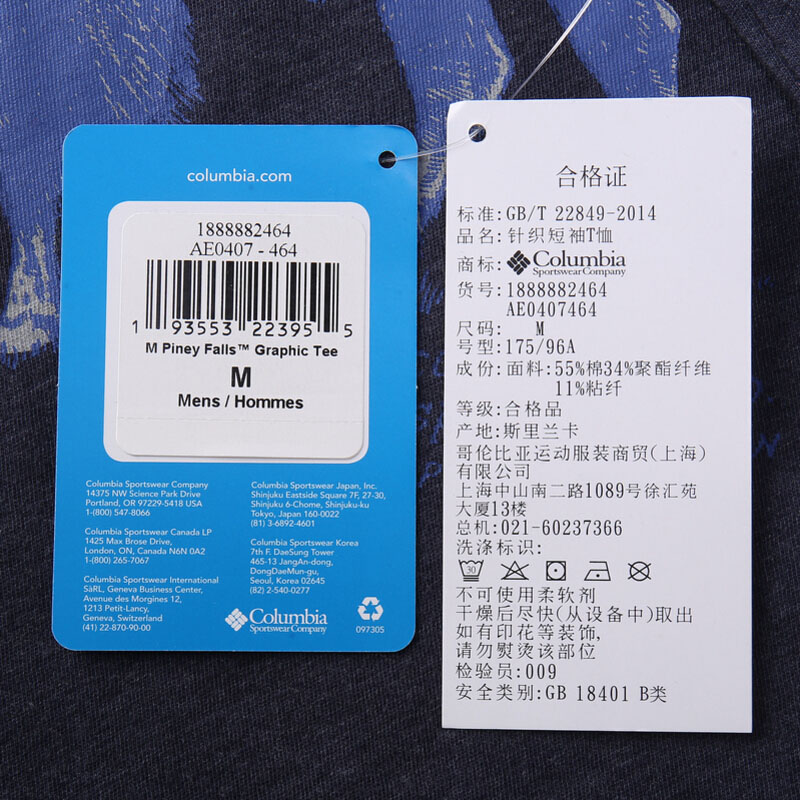 columbia.com
1888882464
AE0407 - 464
1 93553 22395 5
M Piney Falls™ Graphic Tee
M
Mens / Hommes
Columbia Sportswear Company
14375 NW Science Park Drive
Portland, OR 97229-5418 USA
1-(800) 547-8066
Columbia Sportswear Canada LP
1425 Max Brose Drive,
London, ON, Canada N6N 0A2
1-(800) 265-7067
Columbia Sportswear International
SàRL, Geneva Business Center,
Avenue des Morgines 12,
1213 Petit-Lancy,
Geneva, Switzerland
(41) 22-870-90-00
Columbia Sportswear Japan, Inc.
Shinjuku Eastside Square 7F, 27-30,
Shinjuku 6-Chome, Shinjuku-ku
Tokyo, Japan 160-0022
(81) 3-6892-4601
Columbia Sportswear Korea
7th F. DaeSung Tower
465-13 JangAn-dong,
DongDaeMun-gu,
Seoul, Korea 02645
(82) 2-540-0277
Columbia
Sportswear Company
097305
合格证
标准:GB/T 22849-2014
品名:针织短袖T恤
商标:Columbia
Sportswear Company
货号:1888882464
AE0407464
尺码: M
号型:175/96A
成份:面料:55%棉34%聚酯纤维
11%粘纤
等级:合格品
产地:斯里兰卡
哥伦比亚运动服装商贸(上海)
有限公司
上海中山南二路1089号徐汇苑
大厦13楼
总机:021-60237366
洗涤标识:
不可使用柔软剂
干燥后尽快(从设备中)取出
如有印花等装饰,
请勿熨烫该部位
检验员:009
安全类别:GB 18401 B类